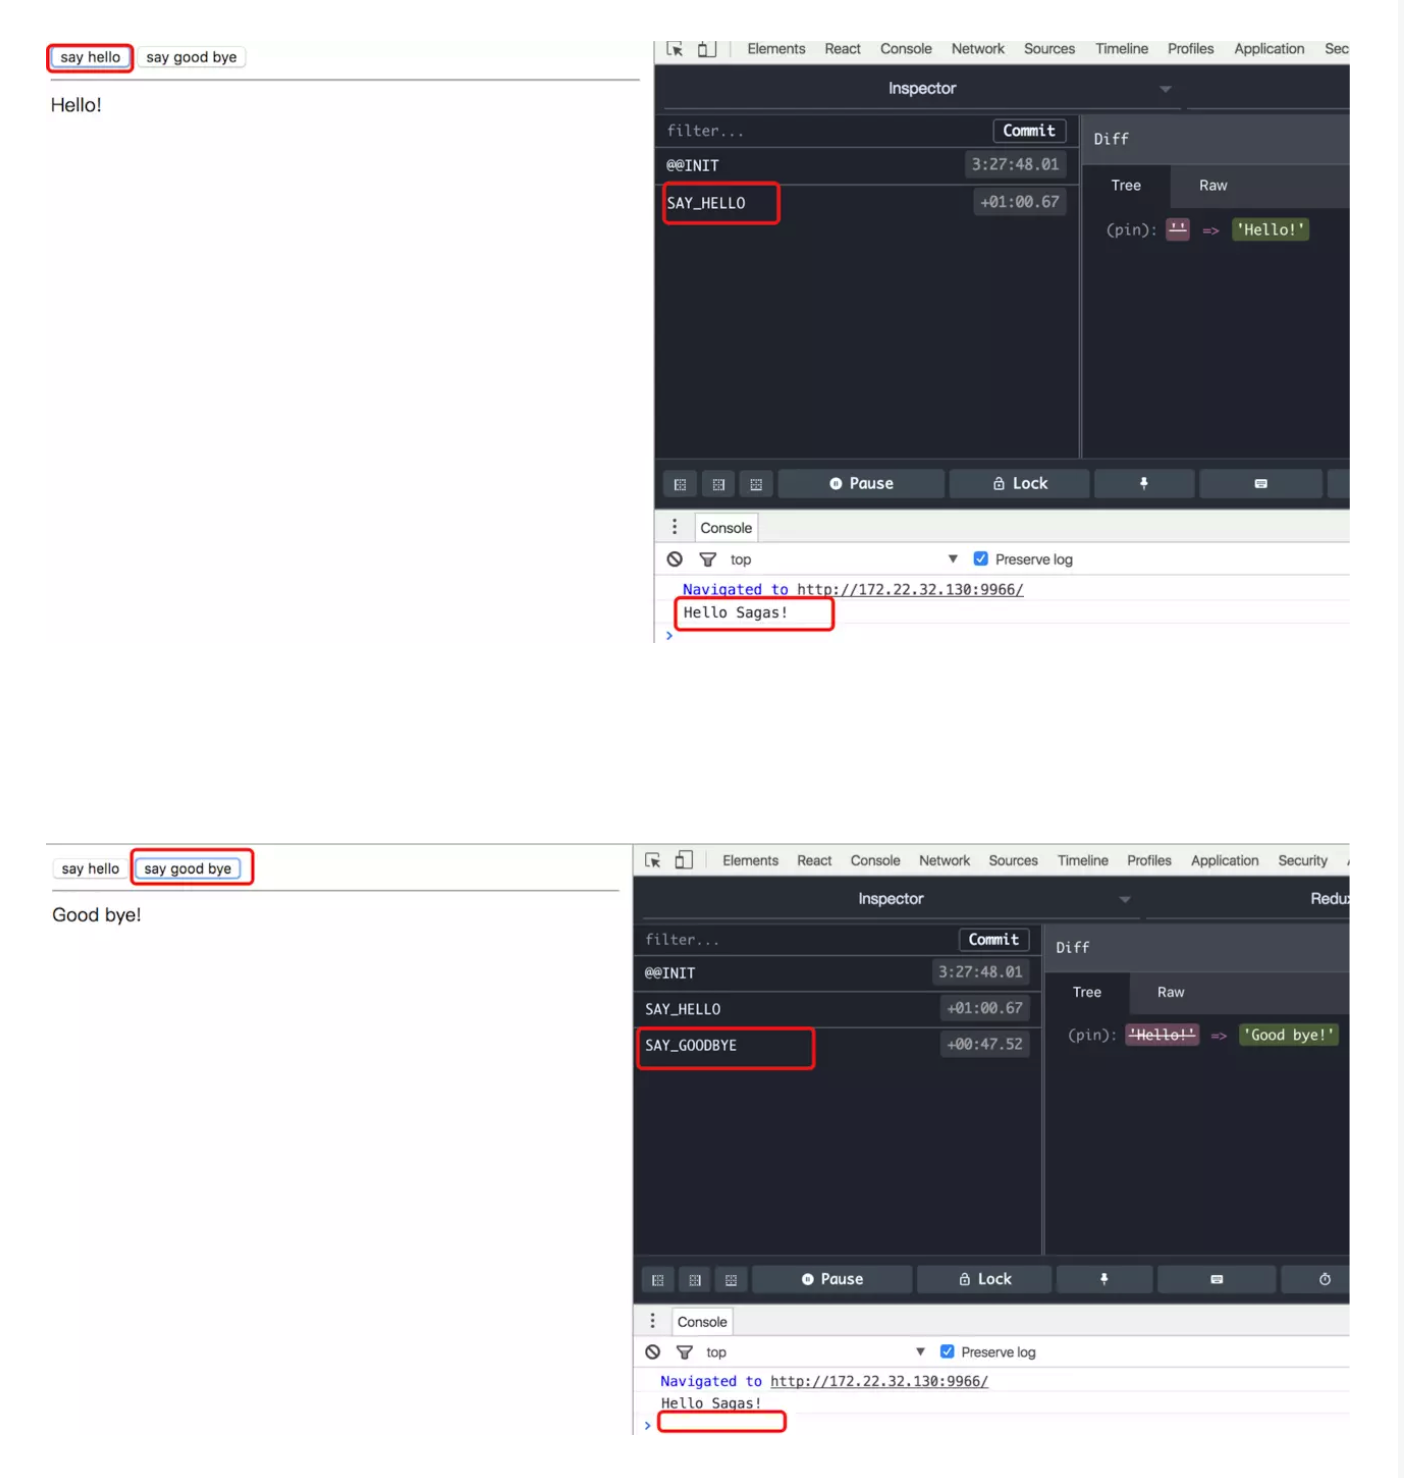 say hello say good bye
Hello!
Elements React Console Network Sources Timeline Profiles Application Sec
Inspector
filter... Commit
@@INIT 3:27:48.01
SAY_HELLO +01:00.67
Diff
Tree Raw
(pin): '' => 'Hello!'
Pause Lock
Console
top Preserve log
Navigated to http://172.22.32.130:9966/
Hello Sagas!
>
say hello say good bye
Good bye!
Elements React Console Network Sources Timeline Profiles Application Security
Inspector Redux
filter... Commit
@@INIT 3:27:48.01
SAY_HELLO +01:00.67
SAY_GOODBYE +00:47.52
Diff
Tree Raw
(pin): 'Hello!' => 'Good bye!'
Pause Lock
Console
top Preserve log
Navigated to http://172.22.32.130:9966/
Hello Sagas!
>